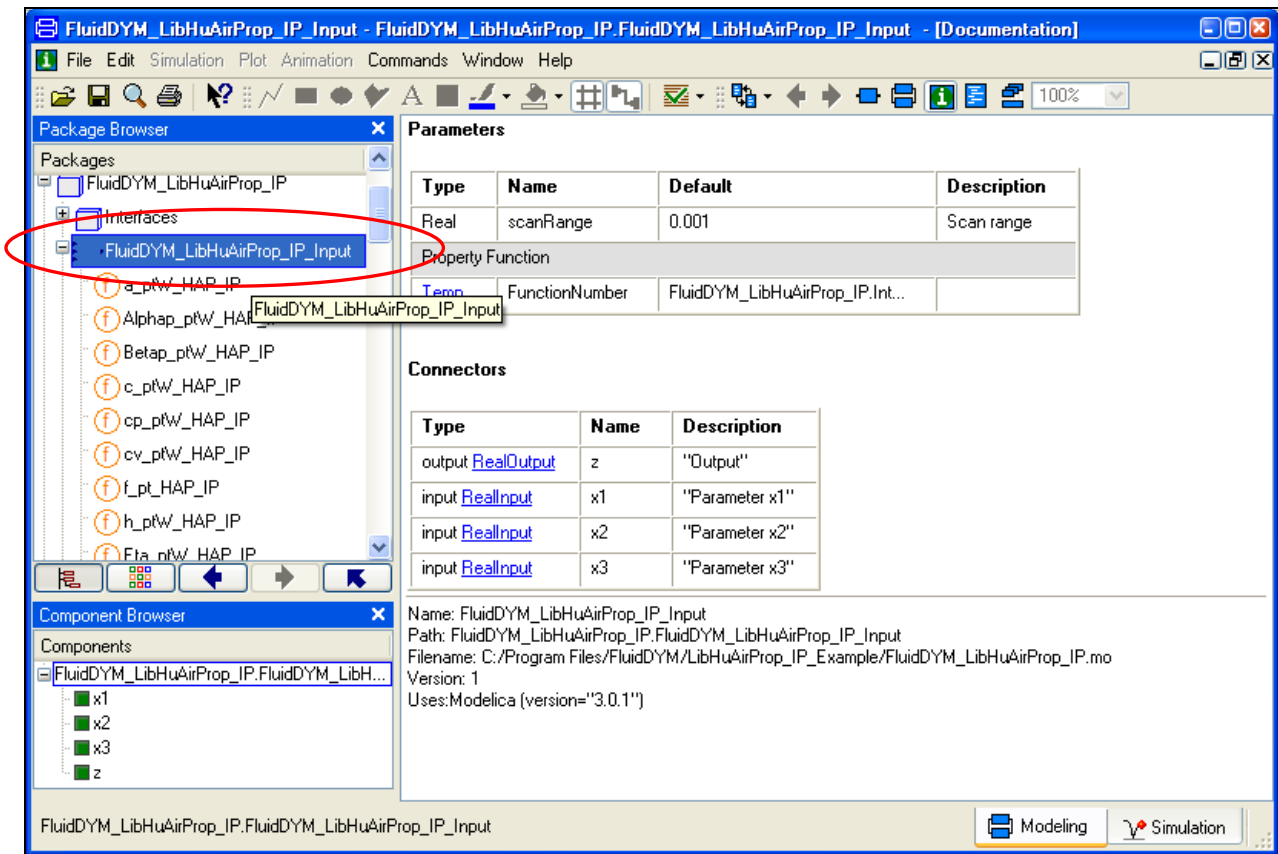 FluidDYM_LibHuAirProp_IP_Input - FluidDYM_LibHuAirProp_IP.FluidDYM_LibHuAirProp_IP_Input - [Documentation]
File Edit Simulation Plot Animation Commands Window Help
100%
Package Browser
Packages
FluidDYM_LibHuAirProp_IP
Interfaces
FluidDYM_LibHuAirProp_IP_Input
a_ptW_HAP_IP
FluidDYM_LibHuAirProp_IP_Input
Alphap_ptW_HAP_IP
Betap_ptW_HAP_IP
c_ptW_HAP_IP
cp_ptW_HAP_IP
cv_ptW_HAP_IP
f_pt_HAP_IP
h_ptW_HAP_IP
Eta_ptW_HAP_IP
Component Browser
Components
FluidDYM_LibHuAirProp_IP.FluidDYM_LibH...
x1
x2
x3
z
Parameters
Type Name Default Description
Real scanRange 0.001 Scan range
Property Function
Temp... FunctionNumber FluidDYM_LibHuAirProp_IP.Int...
Connectors
Type Name Description
output RealOutput z "Output"
input RealInput x1 "Parameter x1"
input RealInput x2 "Parameter x2"
input RealInput x3 "Parameter x3"
Name: FluidDYM_LibHuAirProp_IP_Input
Path: FluidDYM_LibHuAirProp_IP.FluidDYM_LibHuAirProp_IP_Input
Filename: C:/Program Files/FluidDYM/LibHuAirProp_IP_Example/FluidDYM_LibHuAirProp_IP.mo
Version: 1
Uses:Modelica (version="3.0.1")
FluidDYM_LibHuAirProp_IP.FluidDYM_LibHuAirProp_IP_Input
Modeling Simulation